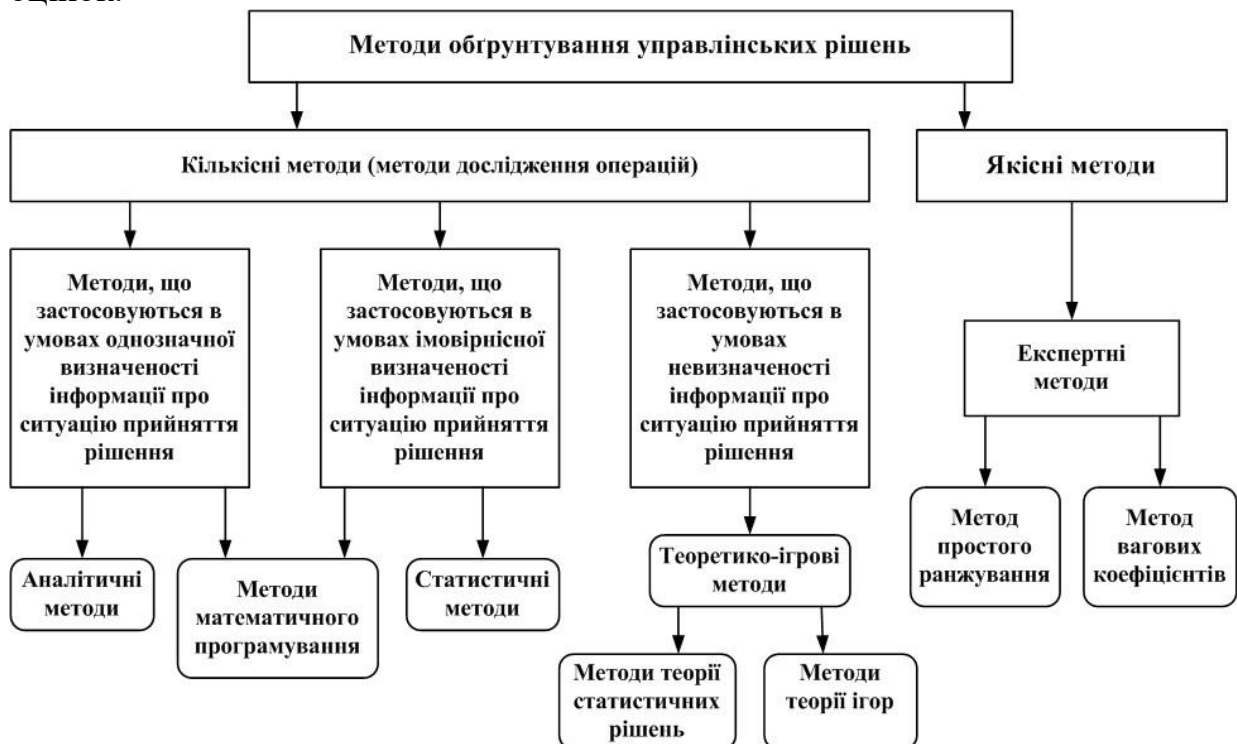 Методи обґрунтування управлінських рішень
Кількісні методи (методи дослідження операцій)
Якісні методи
Методи, що
застосовуються в
умовах однозначної
визначеності
інформації про
ситуацію прийняття
рішення
Методи, що
застосовуються в
умовах імовірнісної
визначеності
інформації про
ситуацію прийняття
рішення
Методи, що
застосовуються в
умовах
невизначеності
інформації про
ситуацію прийняття
рішення
Експертні
методи
Аналітичні
методи
Методи
математичного
програмування
Статистичні
методи
Теоретико-ігрові
методи
Метод
простого
ранжування
Метод
вагових
коефіцієнтів
Методи теорії
статистичних
рішень
Методи
теорії ігор